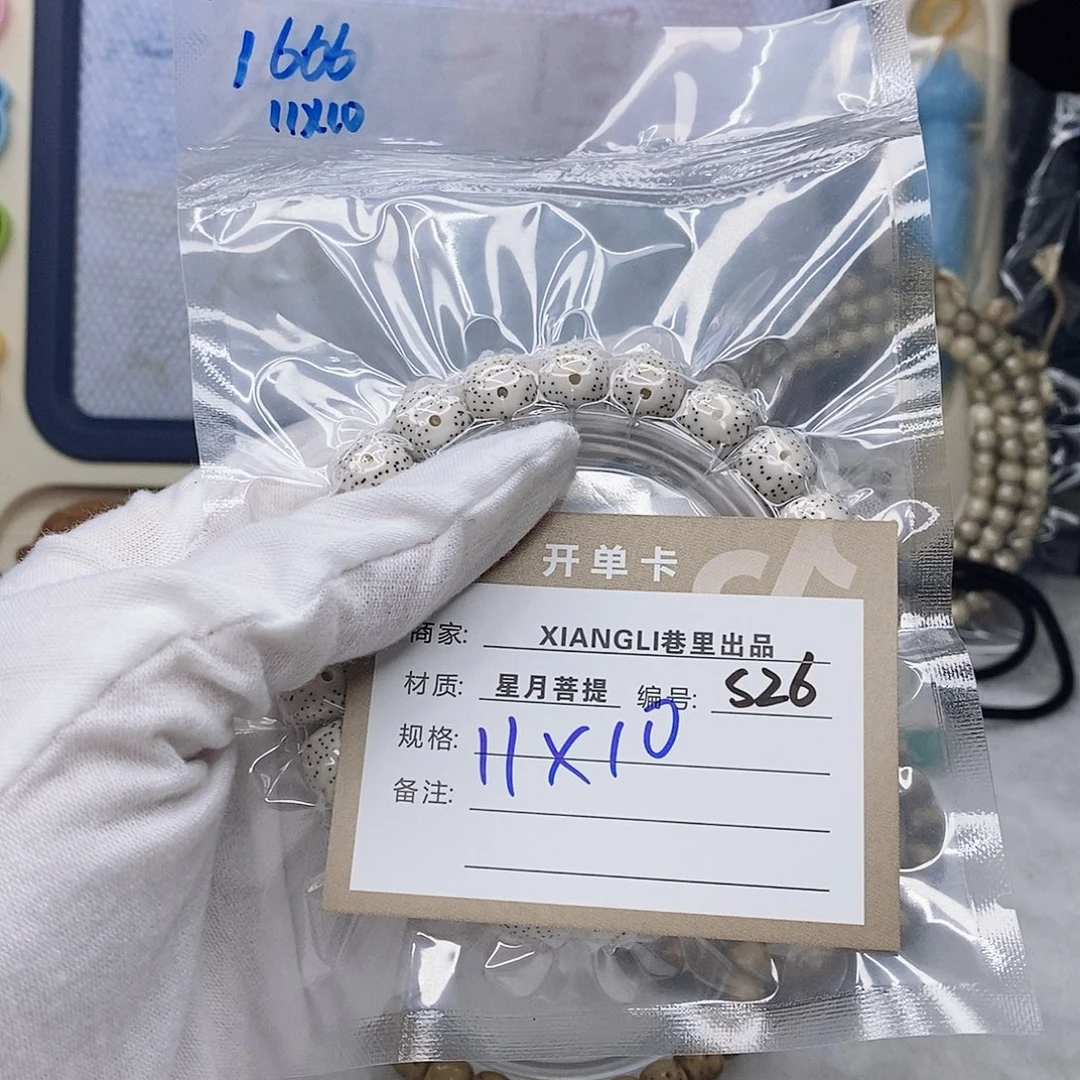 1666
11X10
开单卡
商家: XIANGLI巷里出品
材质: 星月菩提 编号: S26
规格: 11X10
备注: